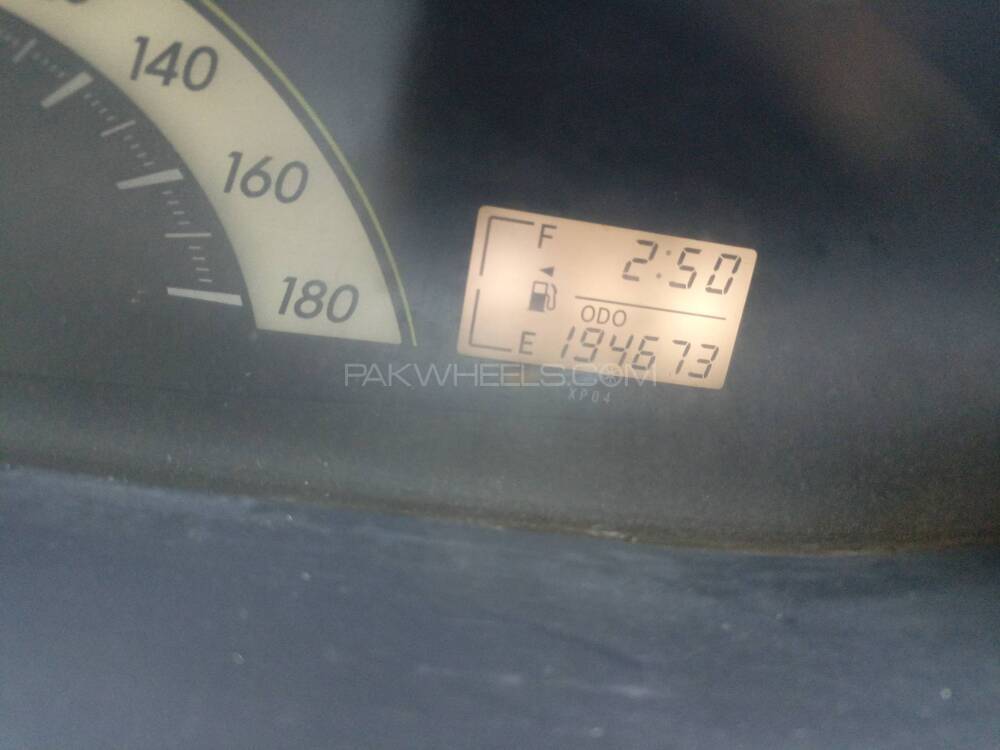 140
160
180
F
2:50
ODO
E
194673
PAKWHEELS.COM
XP04